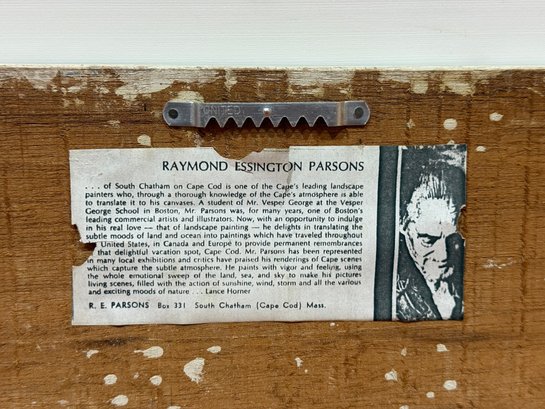 UNITED
RAYMOND ESSINGTON PARSONS
. . . of South Chatham on Cape Cod is one of the Cape's leading landscape
painters who, through a thorough knowledge of the Cape's atmosphere is able
to translate it to his canvases. A student of Mr. Vesper George at the Vesper
George School in Boston, Mr. Parsons was, for many years, one of Boston's
leading commercial artists and illustrators. Now, with an opportunity to indulge
in his real love — that of landscape painting — he delights in translating the
subtle moods of land and ocean into paintings which have traveled throughout
United States, in Canada and Europe to provide permanent remembrances
that delightful vacation spot, Cape Cod. Mr. Parsons has been represented
in many local exhibitions and critics have praised his renderings of Cape scenes
which capture the subtle atmosphere. He paints with vigor and feeling, using
the whole emotional sweep of the land, sea, and sky to make his pictures
living scenes, filled with the action of sunshine, wind, storm and all the various
and exciting moods of nature . . . Lance Horner
R. E. PARSONS Box 331 South Chatham (Cape Cod) Mass.